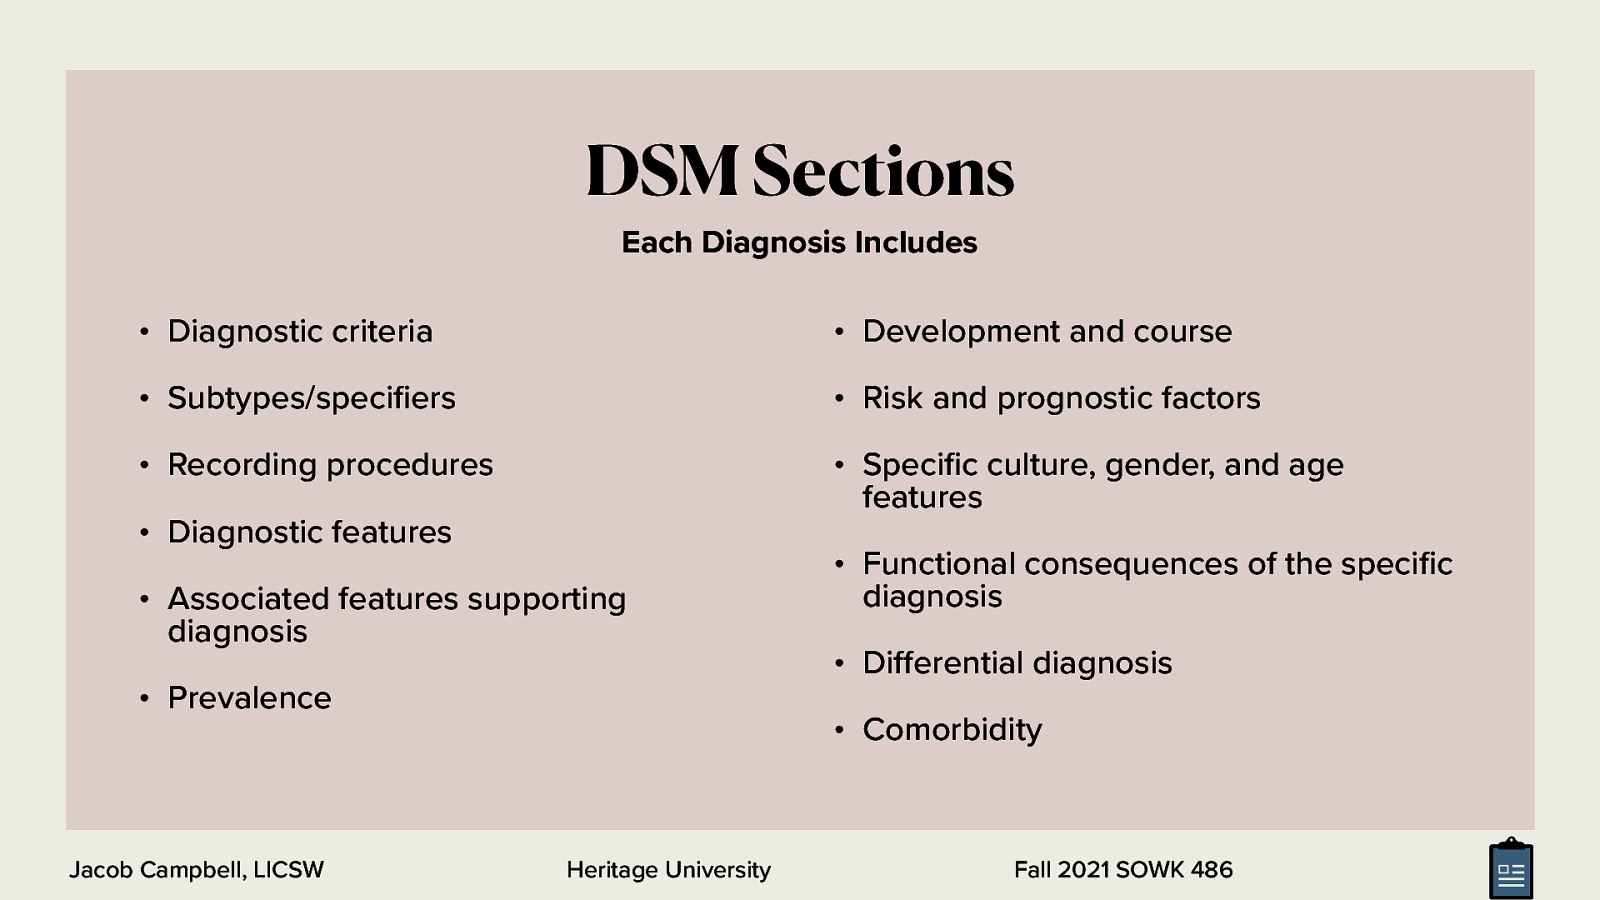 DSM Sections
Each Diagnosis Includes
• Diagnostic criteria
• Subtypes/specifiers
• Recording procedures
• Diagnostic features
• Associated features supporting
diagnosis
• Prevalence
• Development and course
• Risk and prognostic factors
• Specific culture, gender, and age
features
• Functional consequences of the specific
diagnosis
• Differential diagnosis
• Comorbidity
Jacob Campbell, LICSW
Heritage University
Fall 2021 SOWK 486